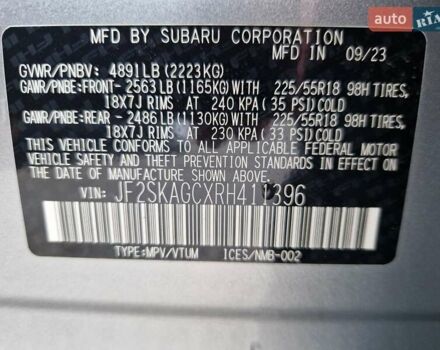 AUTO.RIA
MFD BY SUBARU CORPORATION
MADE IN JAPAN 09/23
GVWR/PNBV: 4891LB (2223KG)
GAWR/PNBE:FRONT- 2563LB (1165KG) WITH 225/55R18 98H TIRES,
18X7J RIMS AT 240 KPA (35 PSI) COLD
GAWR/PNBE:REAR - 2486LB (1130KG) WITH 225/55R18 98H TIRES,
18X7J RIMS AT 230 KPA (33 PSI) COLD
THIS VEHICLE CONFORMS TO ALL APPLICABLE FEDERAL MOTOR
VEHICLE SAFETY STANDARDS IN EFFECT
ON THE DATE OF MANUFACTURE SHOWN ABOVE.
VIN: JF2SKAGCXRH411396
TYPE:MPV/VTUM ICES/NMB-002